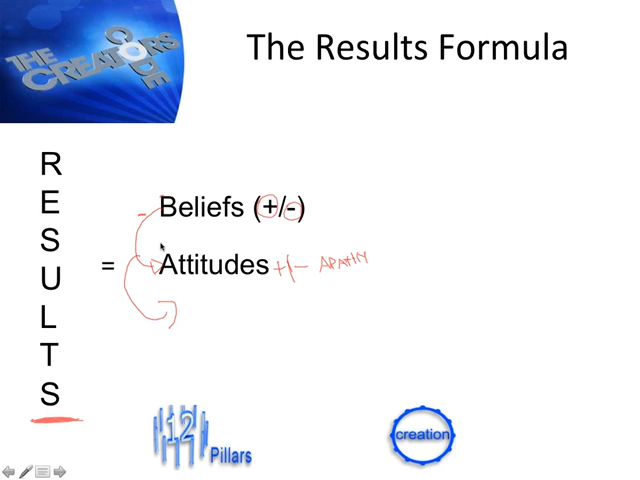 THE CREATORS CODE
The Results Formula
R
E
S
U
L
T
S
=
- Beliefs (+/-)
Attitudes +/- APATHY
12 Pillars
creation